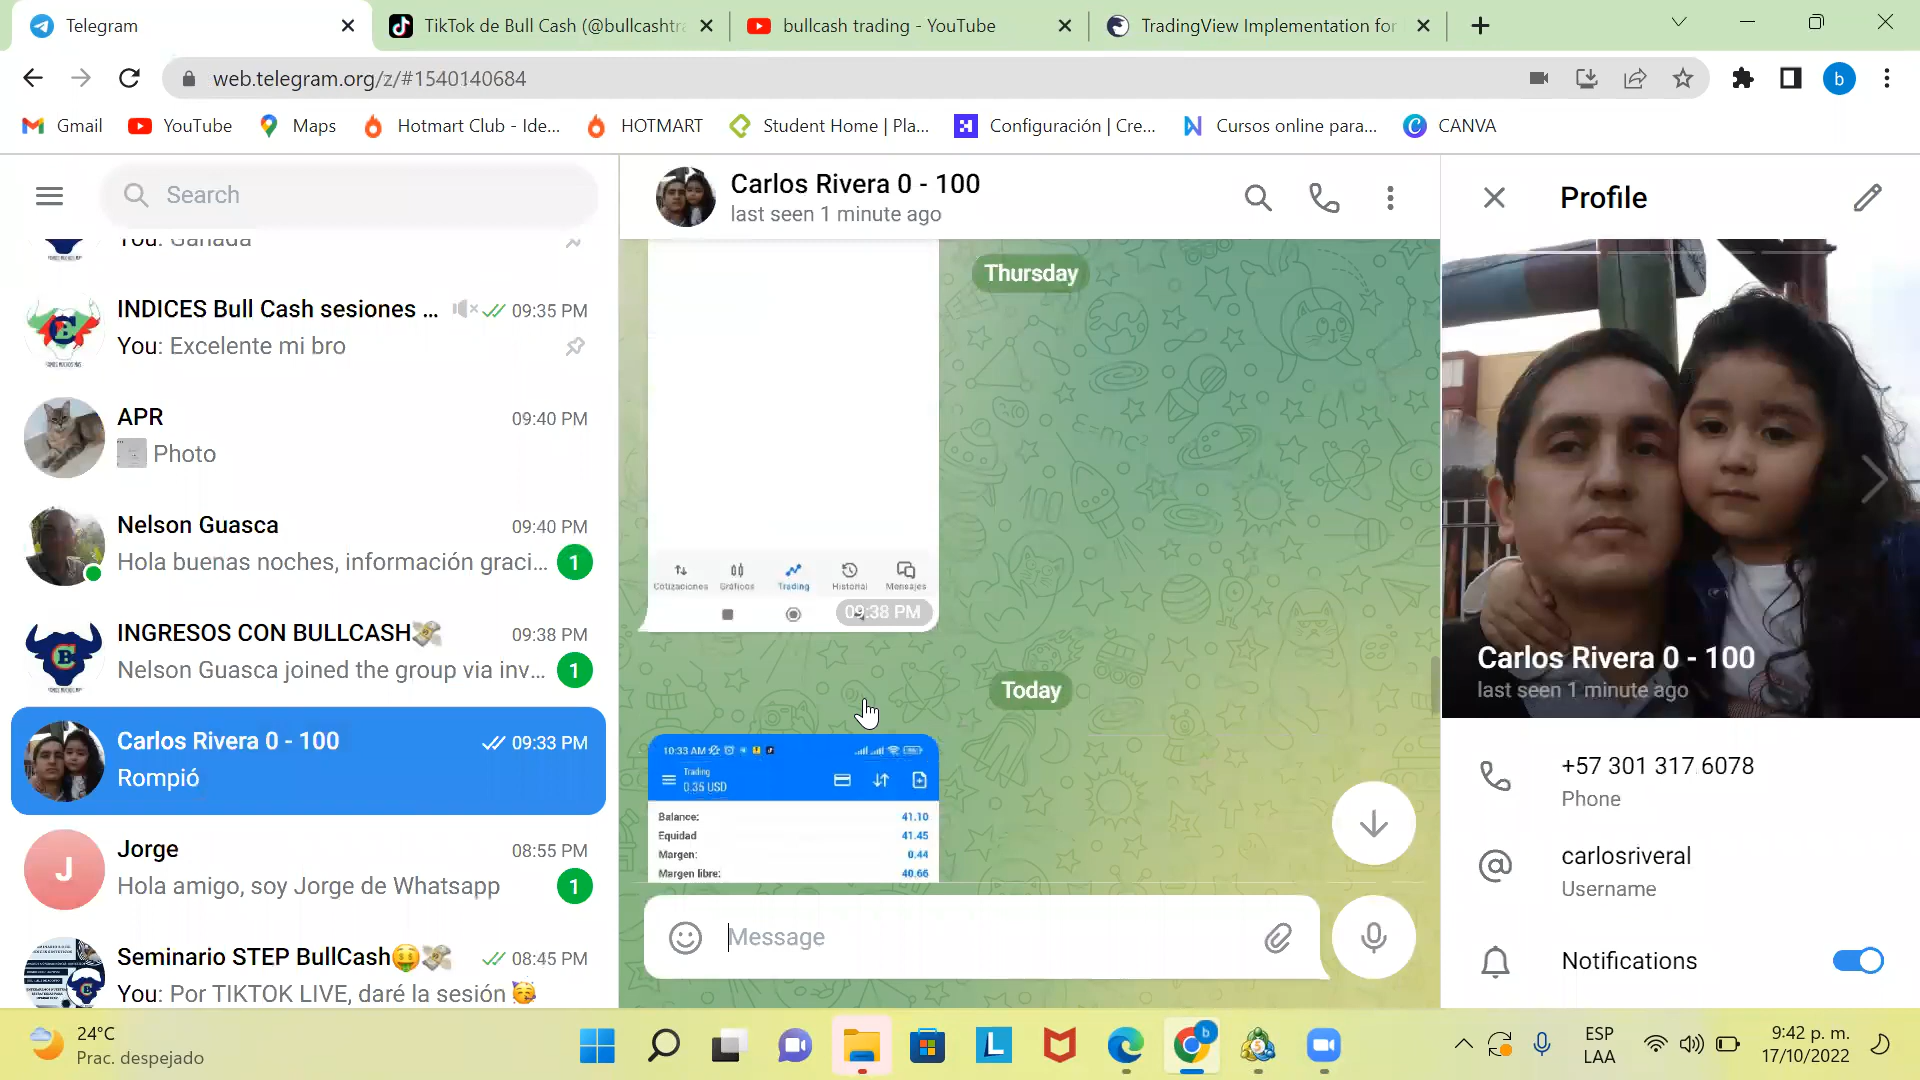 Telegram
TikTok de Bull Cash (@bullcashtra
bullcash trading - YouTube
TradingView Implementation for
web.telegram.org/z/#1540140684
b
Gmail
YouTube
Maps
Hotmart Club - Ide...
HOTMART
Student Home | Pla...
Configuración | Cre...
Cursos online para...
CANVA
Search
You: Ganada
INDICES Bull Cash sesiones ...
09:35 PM
You: Excelente mi bro
APR
09:40 PM
Photo
Nelson Guasca
09:40 PM
Hola buenas noches, información graci...
1
INGRESOS CON BULLCASH
09:38 PM
Nelson Guasca joined the group via inv...
1
Carlos Rivera 0 - 100
09:33 PM
Rompió
J
Jorge
08:55 PM
Hola amigo, soy Jorge de Whatsapp
1
Seminario STEP BullCash
08:45 PM
You: Por TIKTOK LIVE, daré la sesión
Carlos Rivera 0 - 100
last seen 1 minute ago
Thursday
Cotizaciones
Gráficos
Trading
Historial
Mensajes
09:38 PM
Today
10:33 AM
Trading
0.35 USD
Balance: 41.10
Equidad 41.45
Margen: 0.44
Margen libre: 40.66
Message
Profile
Carlos Rivera 0 - 100
last seen 1 minute ago
+57 301 317 6078
Phone
carlosriveral
Username
Notifications
24°C
Prac. despejado
ESP
LAA
9:42 p. m.
17/10/2022